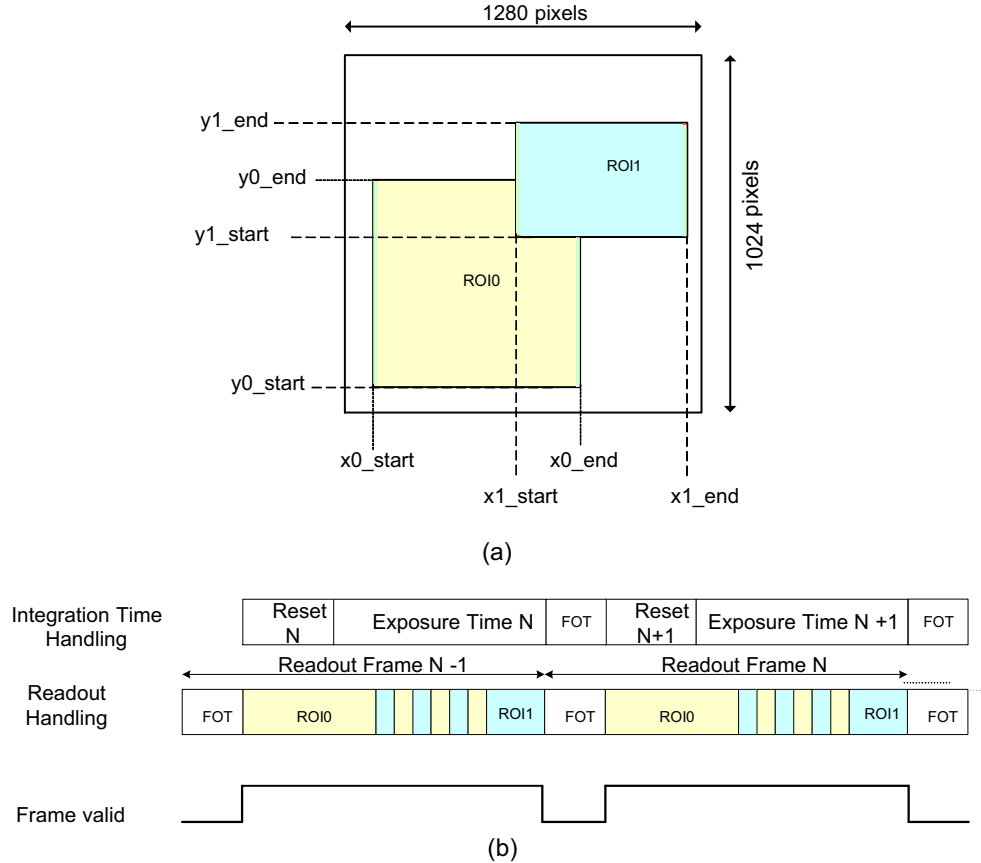 1280 pixels
y1_end
ROI1
y0_end
1024 pixels
y1_start
ROI0
y0_start
x0_start
x0_end
x1_start
x1_end
(a)
Integration Time
Handling
Reset
N
Exposure Time N
FOT
Reset
N+1
Exposure Time N +1
FOT
Readout Frame N -1
Readout Frame N
Readout
Handling
FOT
ROI0
ROI1
FOT
ROI0
ROI1
FOT
Frame valid
(b)